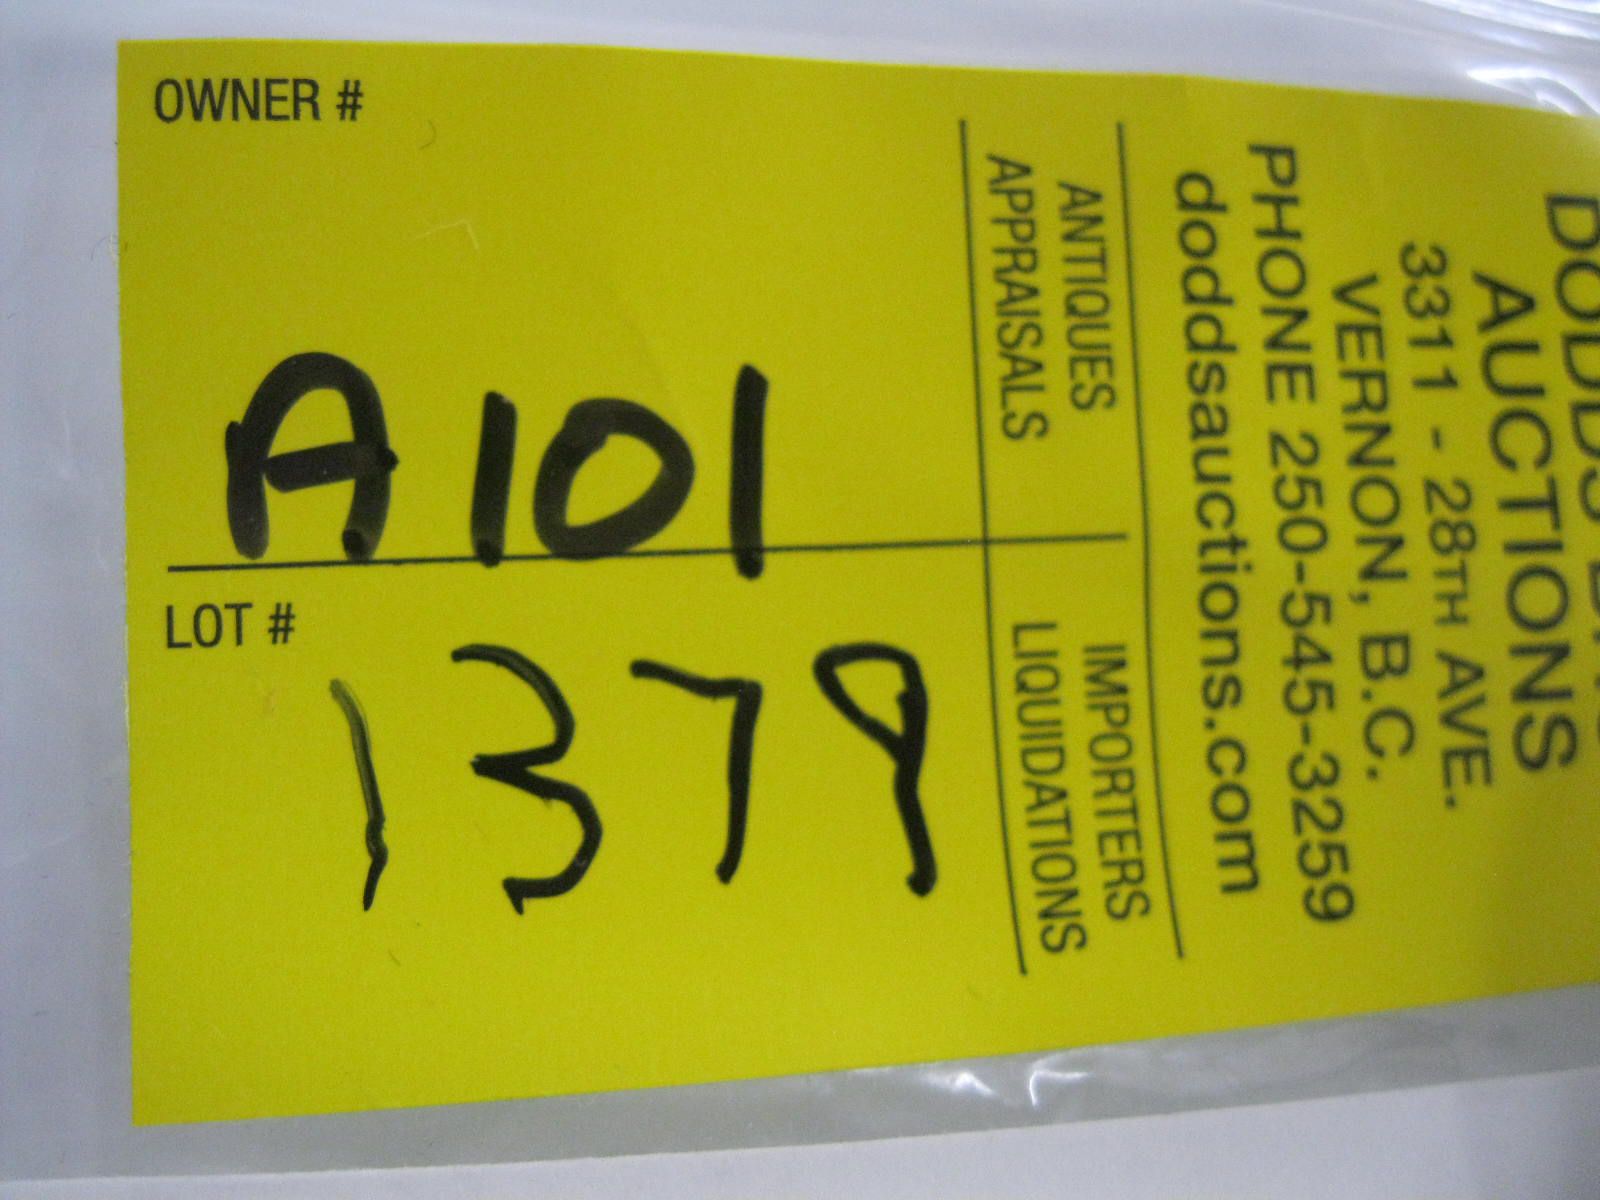 OWNER #
A101
LOT #
1379
AUCTIONS
3311 - 28TH AVE.
VERNON, B.C.
PHONE 250-545-3259
doddsauctions.com
ANTIQUES
APPRAISALS
IMPORTERS
LIQUIDATIONS